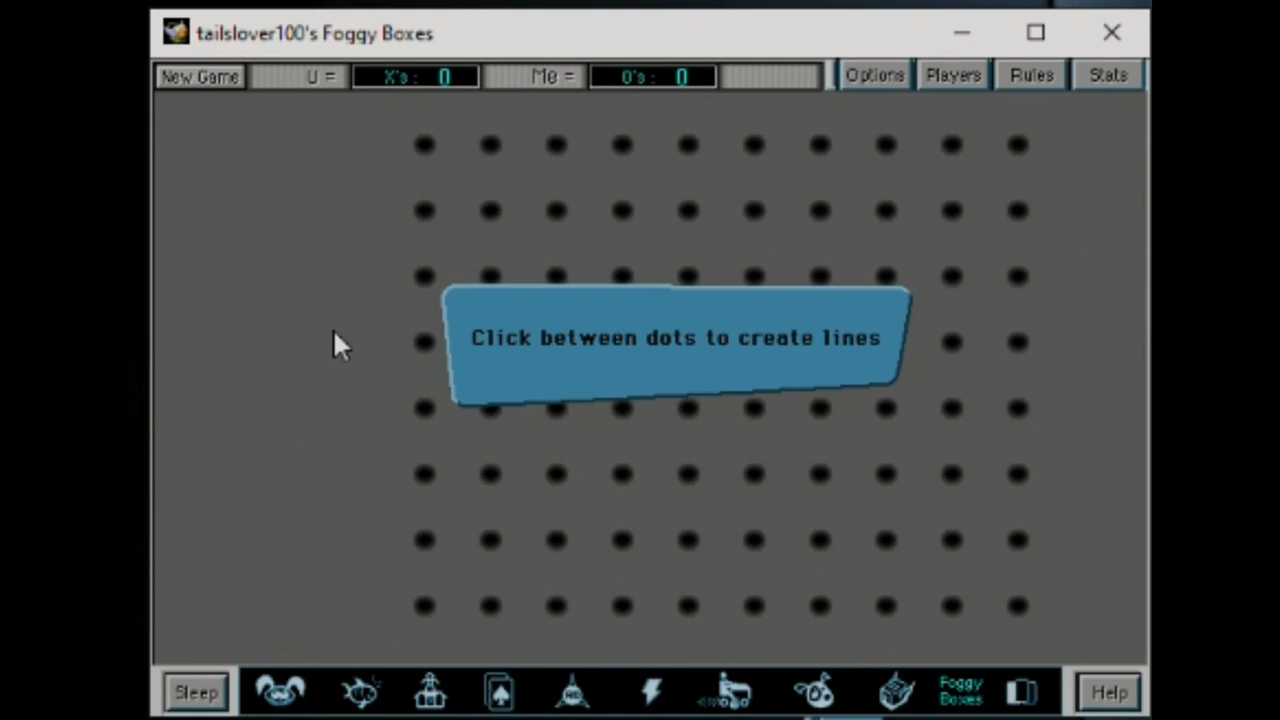 tailslover100's Foggy Boxes
New Game U = X's: 0 Me = O's: 0 Options Players Rules Stats
Click between dots to create lines
Sleep Foggy Boxes Help